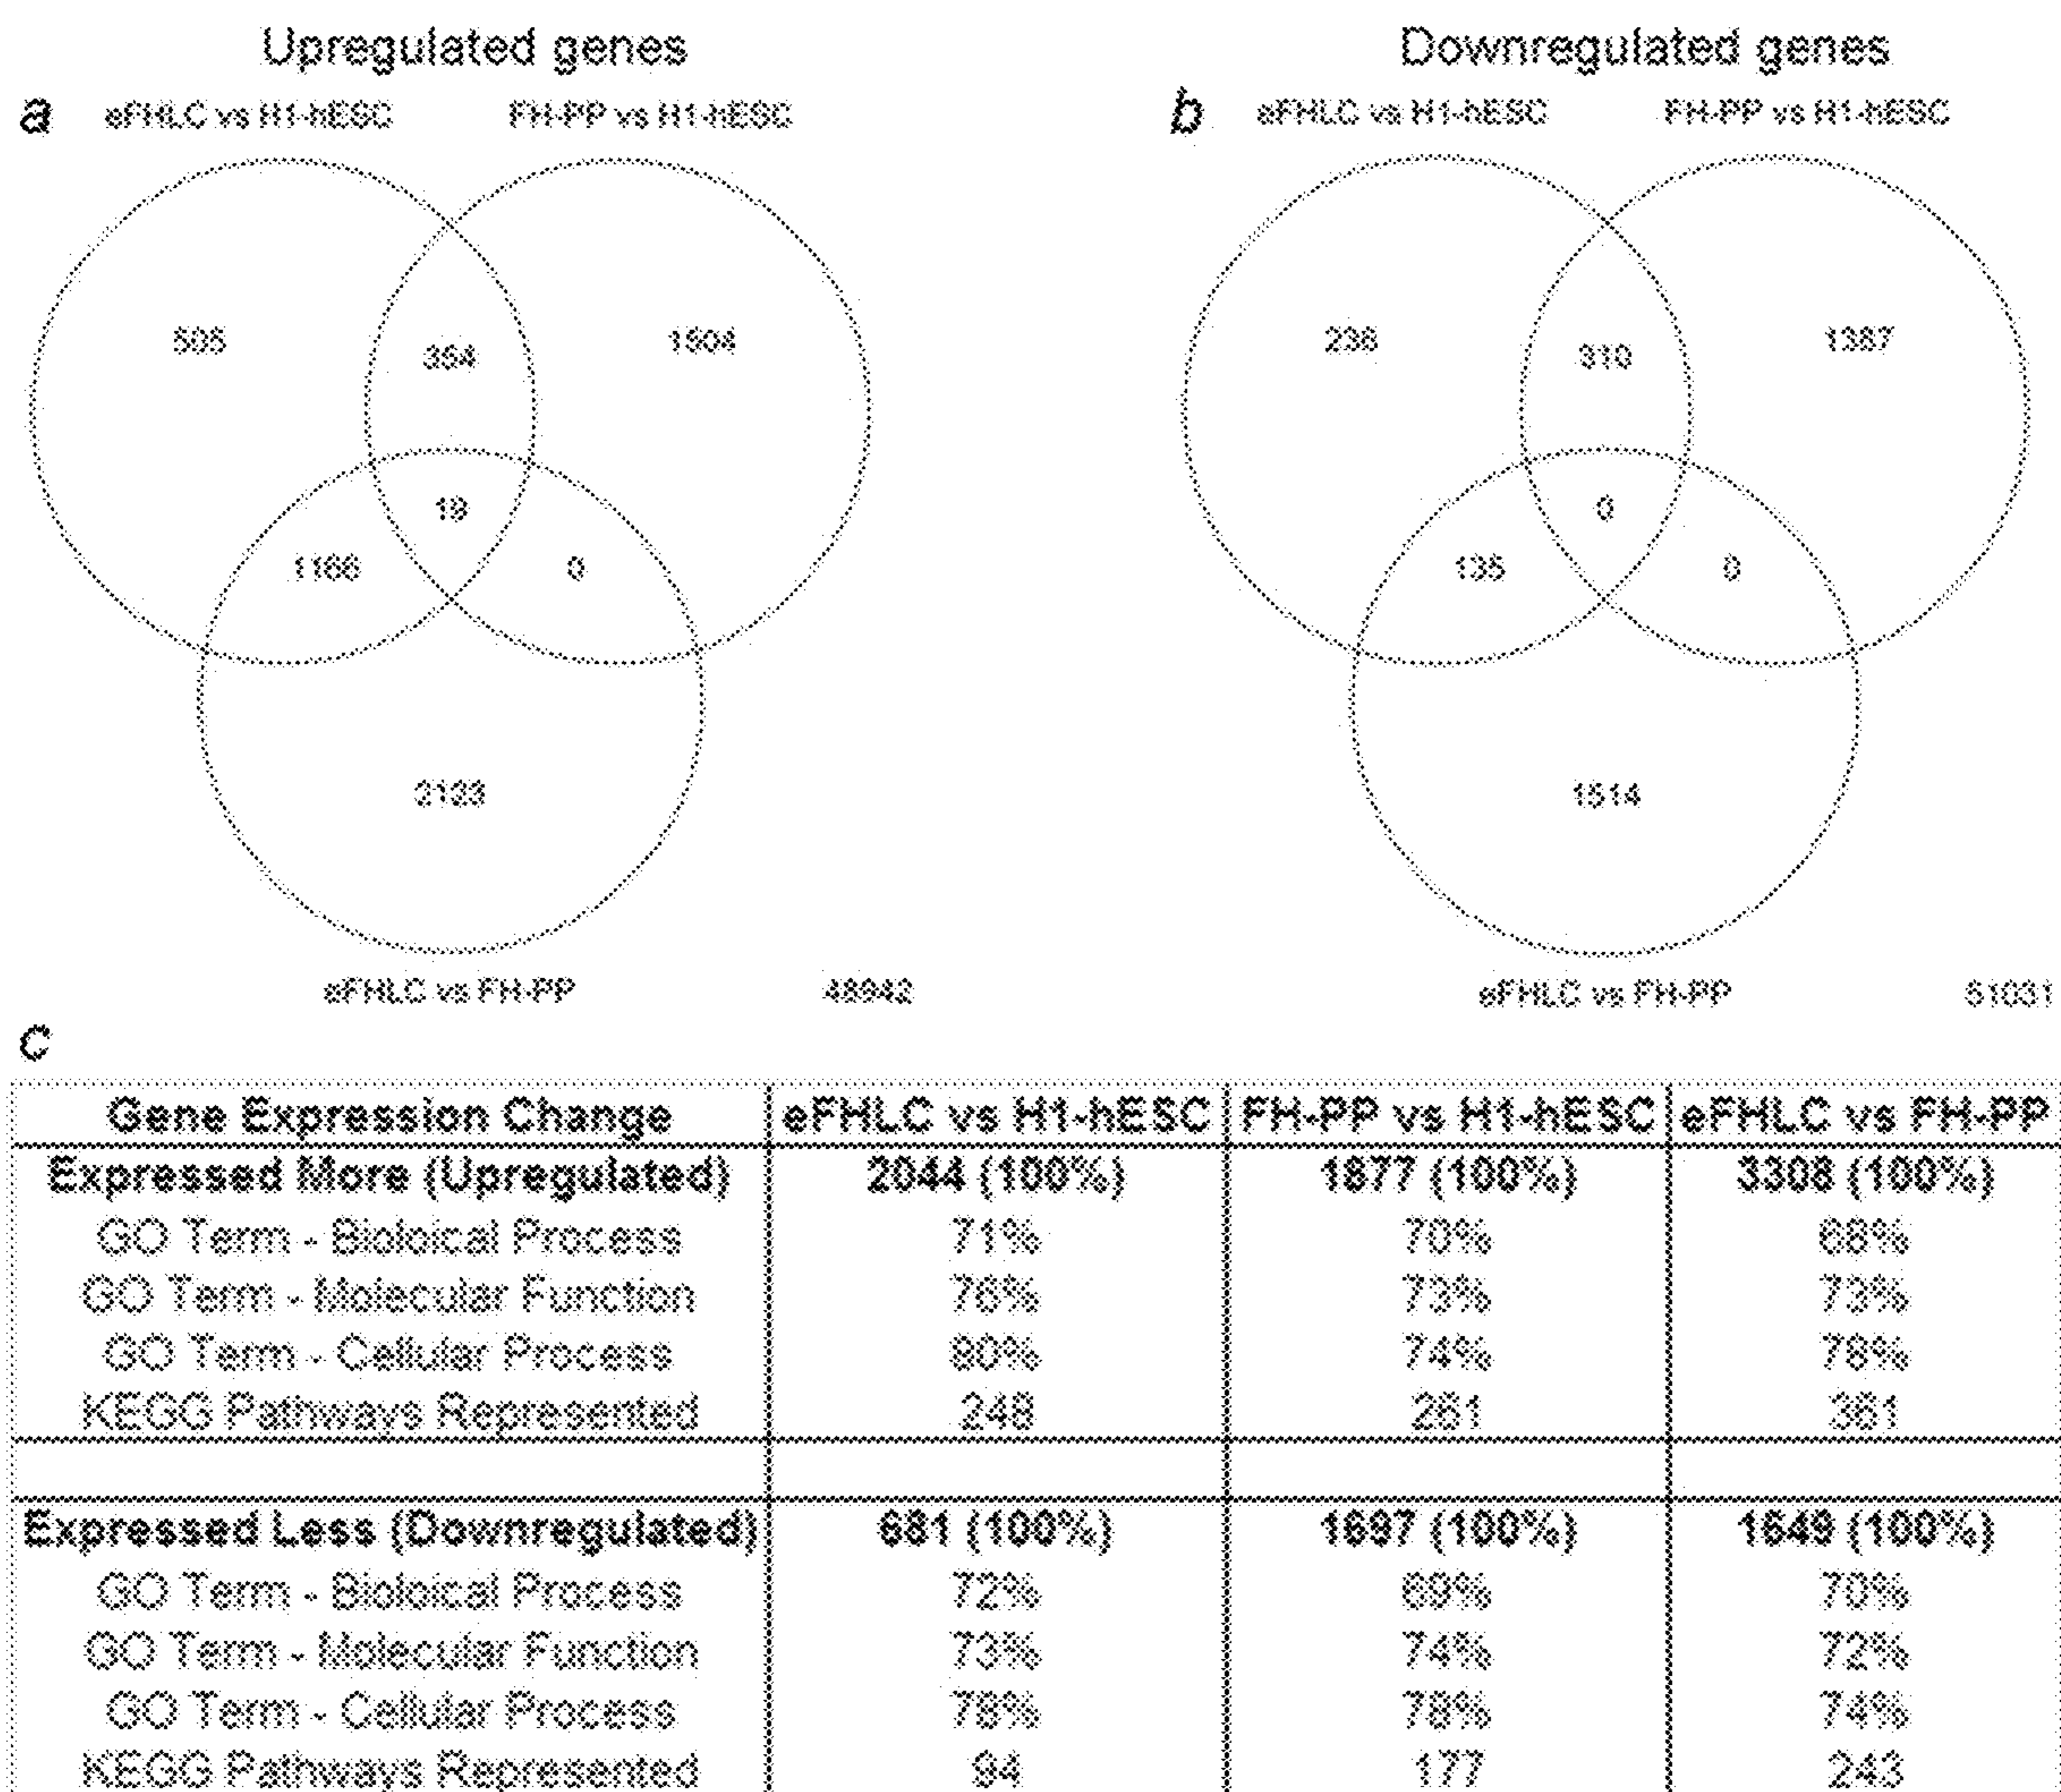 Upregulated genes
Downregulated genes
a
eFHLC vs H1-hESC
FH-PP vs H1-hESC
b
eFHLC vs H1-hESC
FH-PP vs H1-hESC
505
354
1504
236
310
1387
19
0
1166
0
135
0
2123
1514
eFHLC vs FH-PP
48942
eFHLC vs FH-PP
51031
c
Gene Expression Change eFHLC vs H1-hESC FH-PP vs H1-hESC eFHLC vs FH-PP
Expressed More (Upregulated) 2044 (100%) 1877 (100%) 3308 (100%)
GO Term - Bioloical Process 71% 70% 68%
GO Term - Molecular Function 76% 73% 73%
GO Term - Cellular Process 80% 74% 78%
KEGG Pathways Represented 248 261 361
Expressed Less (Downregulated) 681 (100%) 1697 (100%) 1649 (100%)
GO Term - Bioloical Process 72% 69% 70%
GO Term - Molecular Function 73% 74% 72%
GO Term - Cellular Process 78% 78% 74%
KEGG Pathways Represented 94 177 243